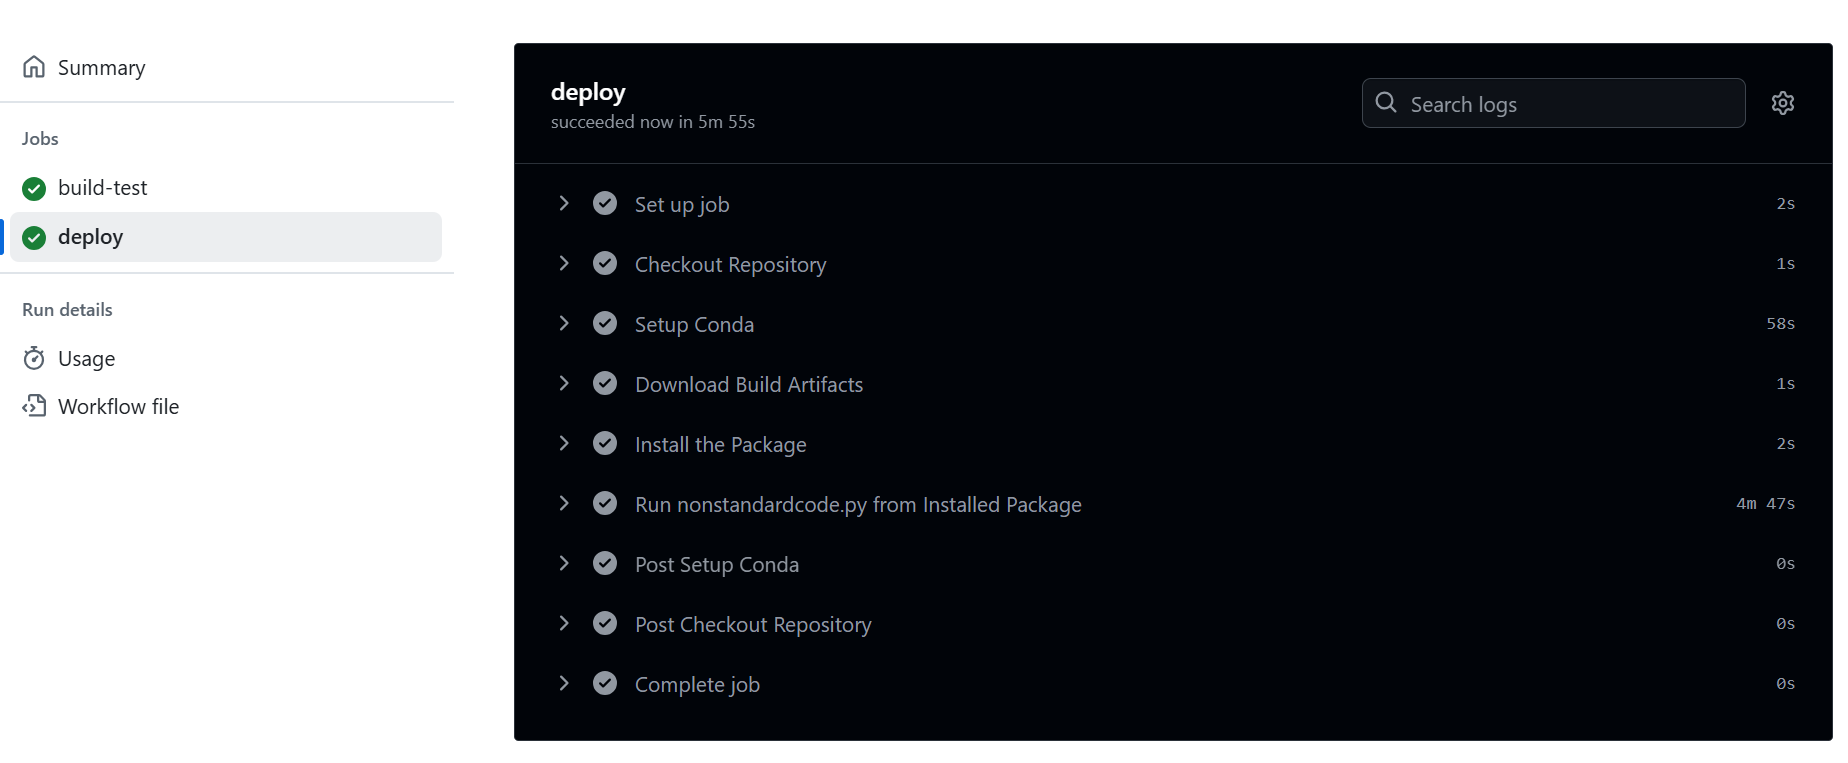 Summary
Jobs
build-test
deploy
Run details
Usage
Workflow file
deploy
succeeded now in 5m 55s
Search logs
Set up job 2s
Checkout Repository 1s
Setup Conda 58s
Download Build Artifacts 1s
Install the Package 2s
Run nonstandardcode.py from Installed Package 4m 47s
Post Setup Conda 0s
Post Checkout Repository 0s
Complete job 0s